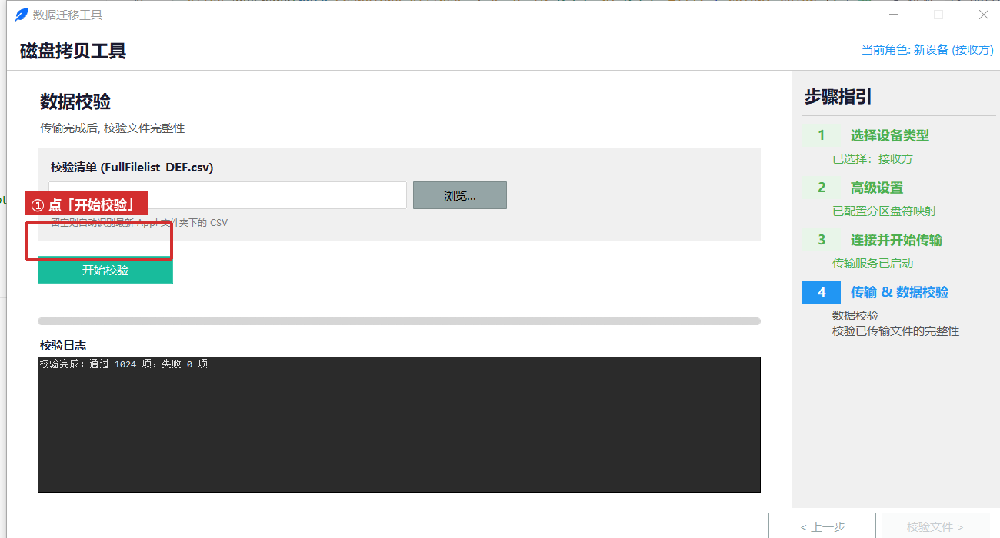 数据迁移工具
磁盘拷贝工具
当前角色: 新设备 (接收方)
数据校验
传输完成后, 校验文件完整性
校验清单 (FullFilelist_DEF.csv)
浏览...
① 点「开始校验」
留空则自动识别最新 Appl 文件夹下的 CSV
开始校验
校验日志
校验完成：通过 1024 项，失败 0 项
步骤指引
1 选择设备类型
已选择：接收方
2 高级设置
已配置分区盘符映射
3 连接并开始传输
传输服务已启动
4 传输 & 数据校验
数据校验
校验已传输文件的完整性
< 上一步
校验文件 >